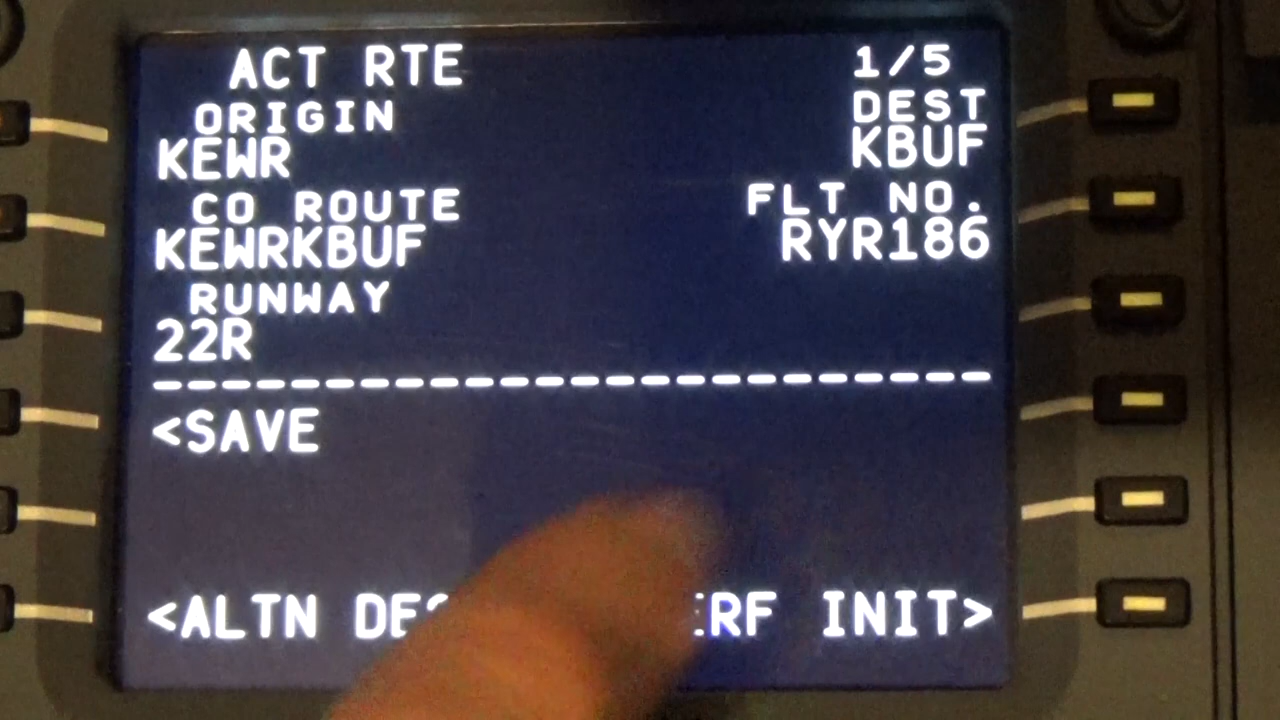 ACT RTE 1/5
ORIGIN DEST
KEWR KBUF
CO ROUTE FLT NO.
KEWRKBUF RYR186
RUNWAY
22R
-----------------------
<SAVE
<ALTN INIT>